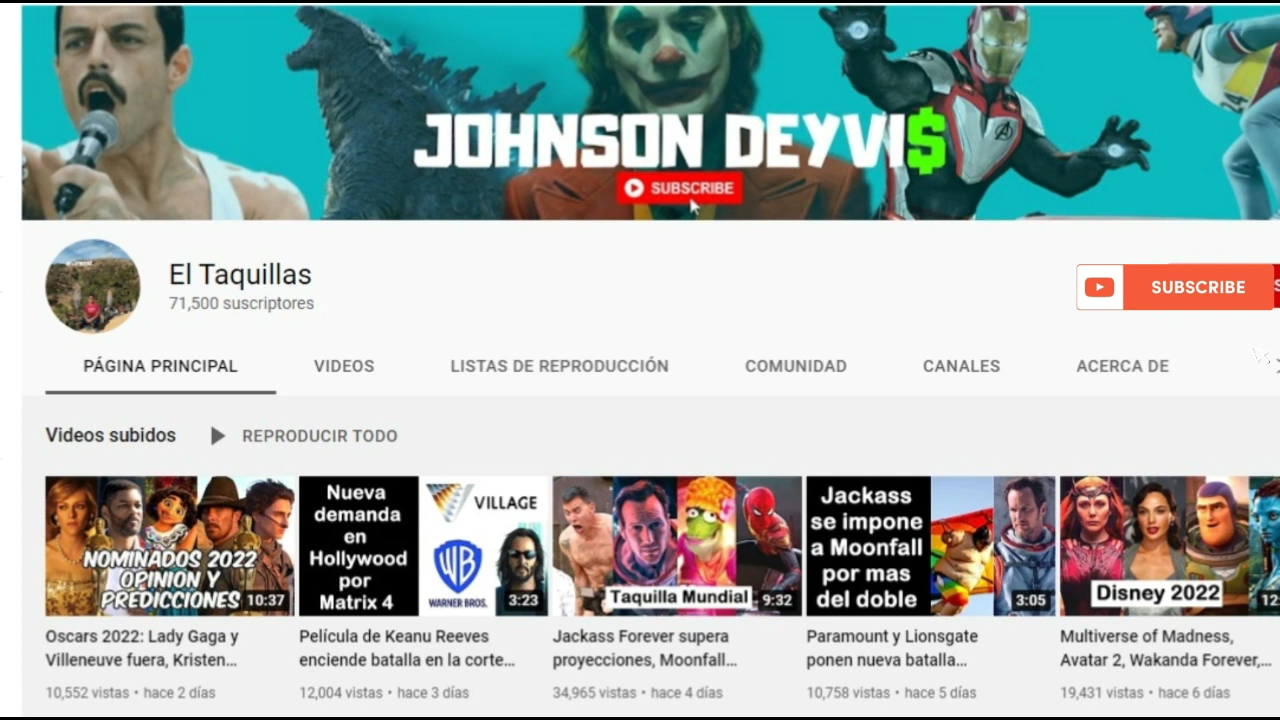 JOHNSON DEYVI$
SUBSCRIBE
El Taquillas
71,500 suscriptores
SUBSCRIBE
PÁGINA PRINCIPAL
VIDEOS
LISTAS DE REPRODUCCIÓN
COMUNIDAD
CANALES
ACERCA DE
Videos subidos
REPRODUCIR TODO
NOMINADOS 2022
OPINION Y
PREDICCIONES
10:37
Oscars 2022: Lady Gaga y
Villeneuve fuera, Kristen...
10,552 vistas • hace 2 días
Nueva
demanda
en
Hollywood
por
Matrix 4
VILLAGE
WB
WARNER BROS.
3:23
Película de Keanu Reeves
enciende batalla en la corte...
12,004 vistas • hace 3 días
Taquilla Mundial
9:32
Jackass Forever supera
proyecciones, Moonfall...
34,965 vistas • hace 4 días
Jackass
se impone
a Moonfall
por mas
del doble
3:05
Paramount y Lionsgate
ponen nueva batalla...
10,758 vistas • hace 5 días
Disney 2022
12:
Multiverse of Madness,
Avatar 2, Wakanda Forever,...
19,431 vistas • hace 6 días